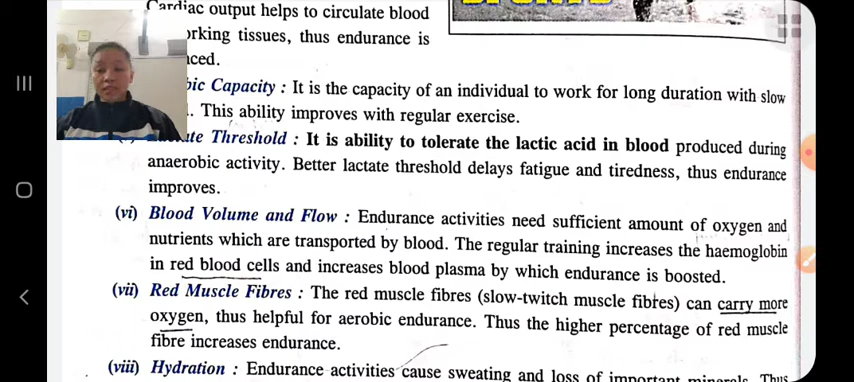 Cardiac output helps to circulate blood
tissues, thus endurance is
Capacity : It is the capacity of an individual to work for long duration with slow
. This ability improves with regular exercise.
Threshold : It is ability to tolerate the lactic acid in blood produced during
anaerobic activity. Better lactate threshold delays fatigue and tiredness, thus endurance
improves.
(vi) Blood Volume and Flow : Endurance activities need sufficient amount of oxygen and
nutrients which are transported by blood. The regular training increases the haemoglobin
in red blood cells and increases blood plasma by which endurance is boosted.
(vii) Red Muscle Fibres : The red muscle fibres (slow-twitch muscle fibres) can carry more
oxygen, thus helpful for aerobic endurance. Thus the higher percentage of red muscle
fibre increases endurance.
(viii) Hydration : Endurance activities cause sweating and loss of important minerals. Thus